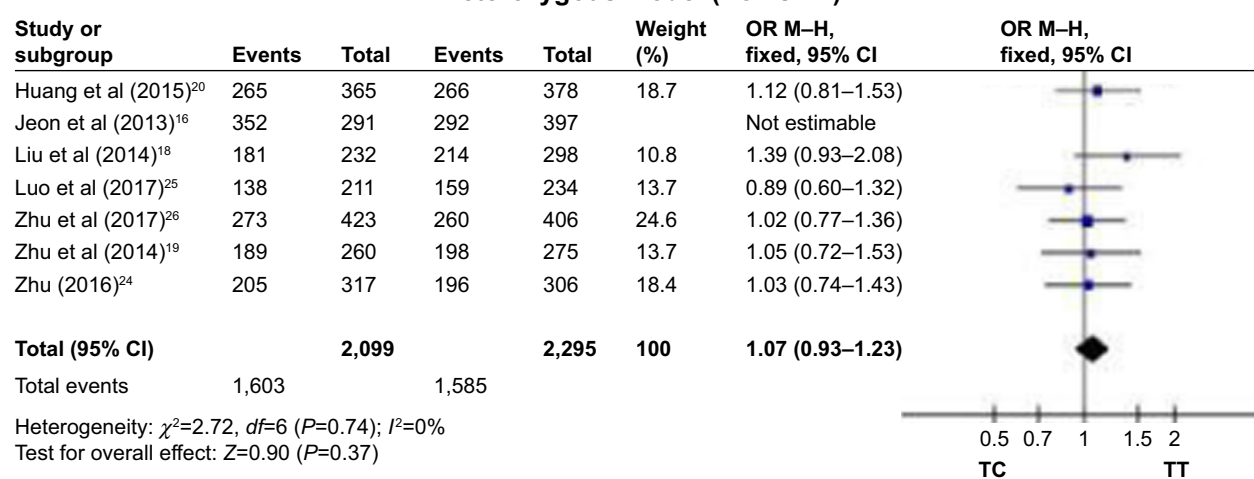 Study or subgroup Events Total Events Total Weight (%) OR M–H, fixed, 95% CI OR M–H, fixed, 95% CI
Huang et al (2015)20 265 365 266 378 18.7 1.12 (0.81–1.53)
Jeon et al (2013)16 352 291 292 397 Not estimable
Liu et al (2014)18 181 232 214 298 10.8 1.39 (0.93–2.08)
Luo et al (2017)25 138 211 159 234 13.7 0.89 (0.60–1.32)
Zhu et al (2017)26 273 423 260 406 24.6 1.02 (0.77–1.36)
Zhu et al (2014)19 189 260 198 275 13.7 1.05 (0.72–1.53)
Zhu (2016)24 205 317 196 306 18.4 1.03 (0.74–1.43)
Total (95% CI) 2,099 2,295 100 1.07 (0.93–1.23)
Total events 1,603 1,585
Heterogeneity: χ2=2.72, df=6 (P=0.74); I2=0%
Test for overall effect: Z=0.90 (P=0.37)
0.5 0.7 1 1.5 2
TC TT